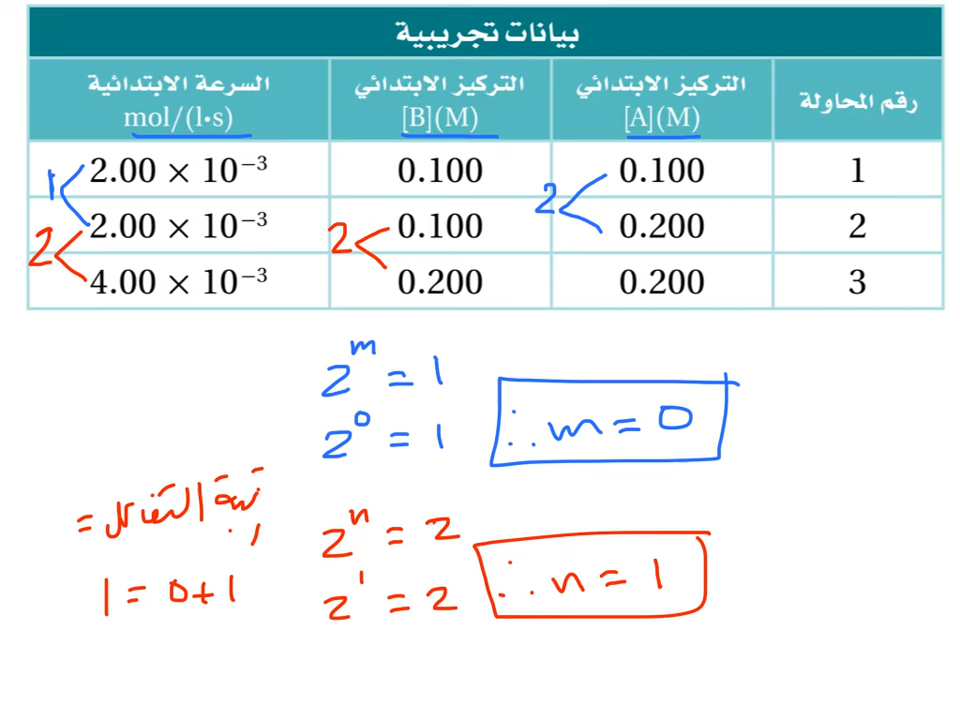 بيانات تجريبية
رقم المحاولة التركيز الابتدائي [A](M) التركيز الابتدائي [B](M) السرعة الابتدائية mol/(l•s)
1 0.100 0.100 2.00 × 10⁻³
2 0.200 0.100 2.00 × 10⁻³
3 0.200 0.200 4.00 × 10⁻³
2
1
2
2
2ᵐ = 1
2⁰ = 1
∴ m = 0
2ⁿ = 2
2¹ = 2
∴ n = 1
رتبة التفاعل =
1 = 0+1